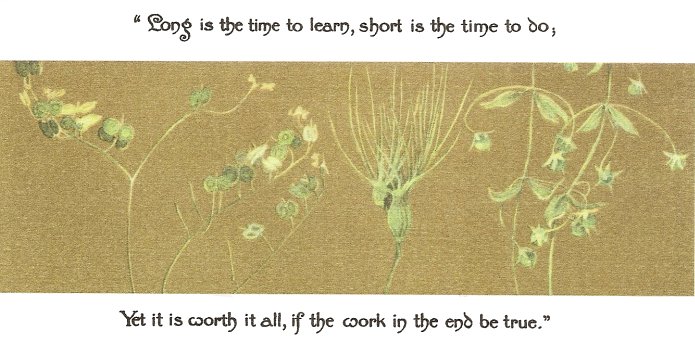 “ Long is the time to learn, short is the time to do;
Yet it is worth it all, if the work in the end be true.”